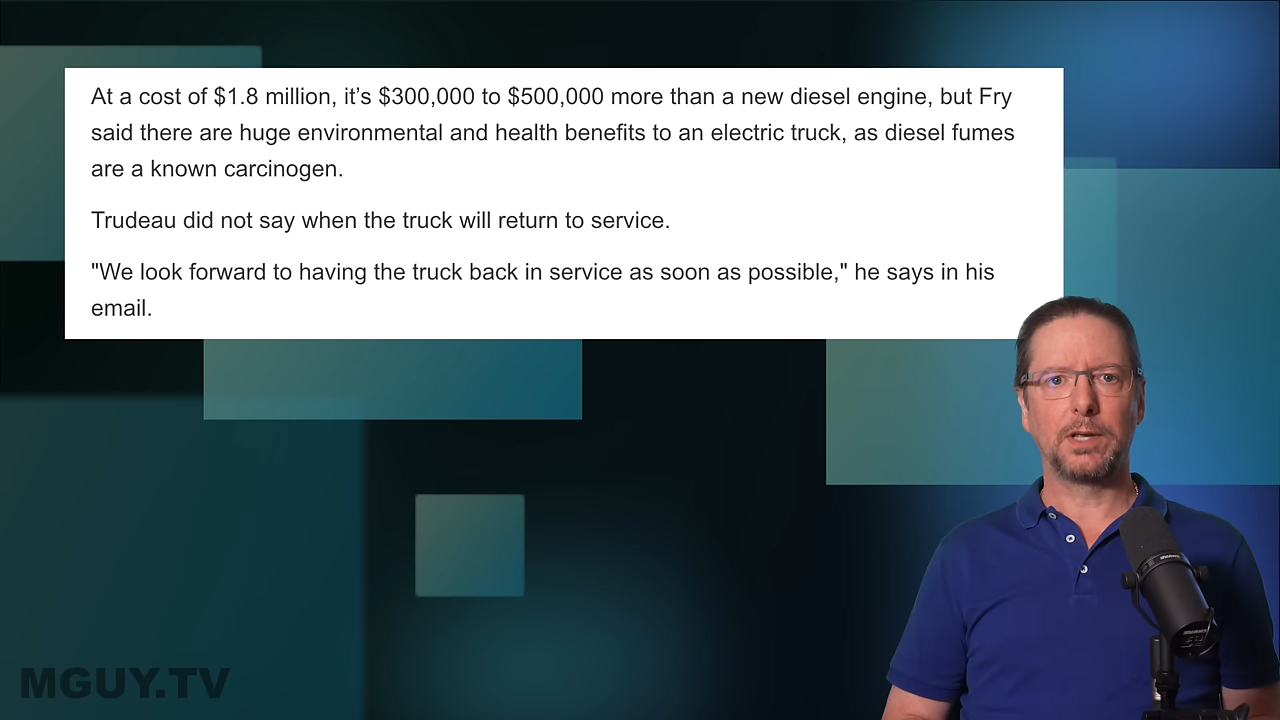 At a cost of $1.8 million, it’s $300,000 to $500,000 more than a new diesel engine, but Fry
said there are huge environmental and health benefits to an electric truck, as diesel fumes
are a known carcinogen.
Trudeau did not say when the truck will return to service.
"We look forward to having the truck back in service as soon as possible," he says in his
email.
MGUY.TV